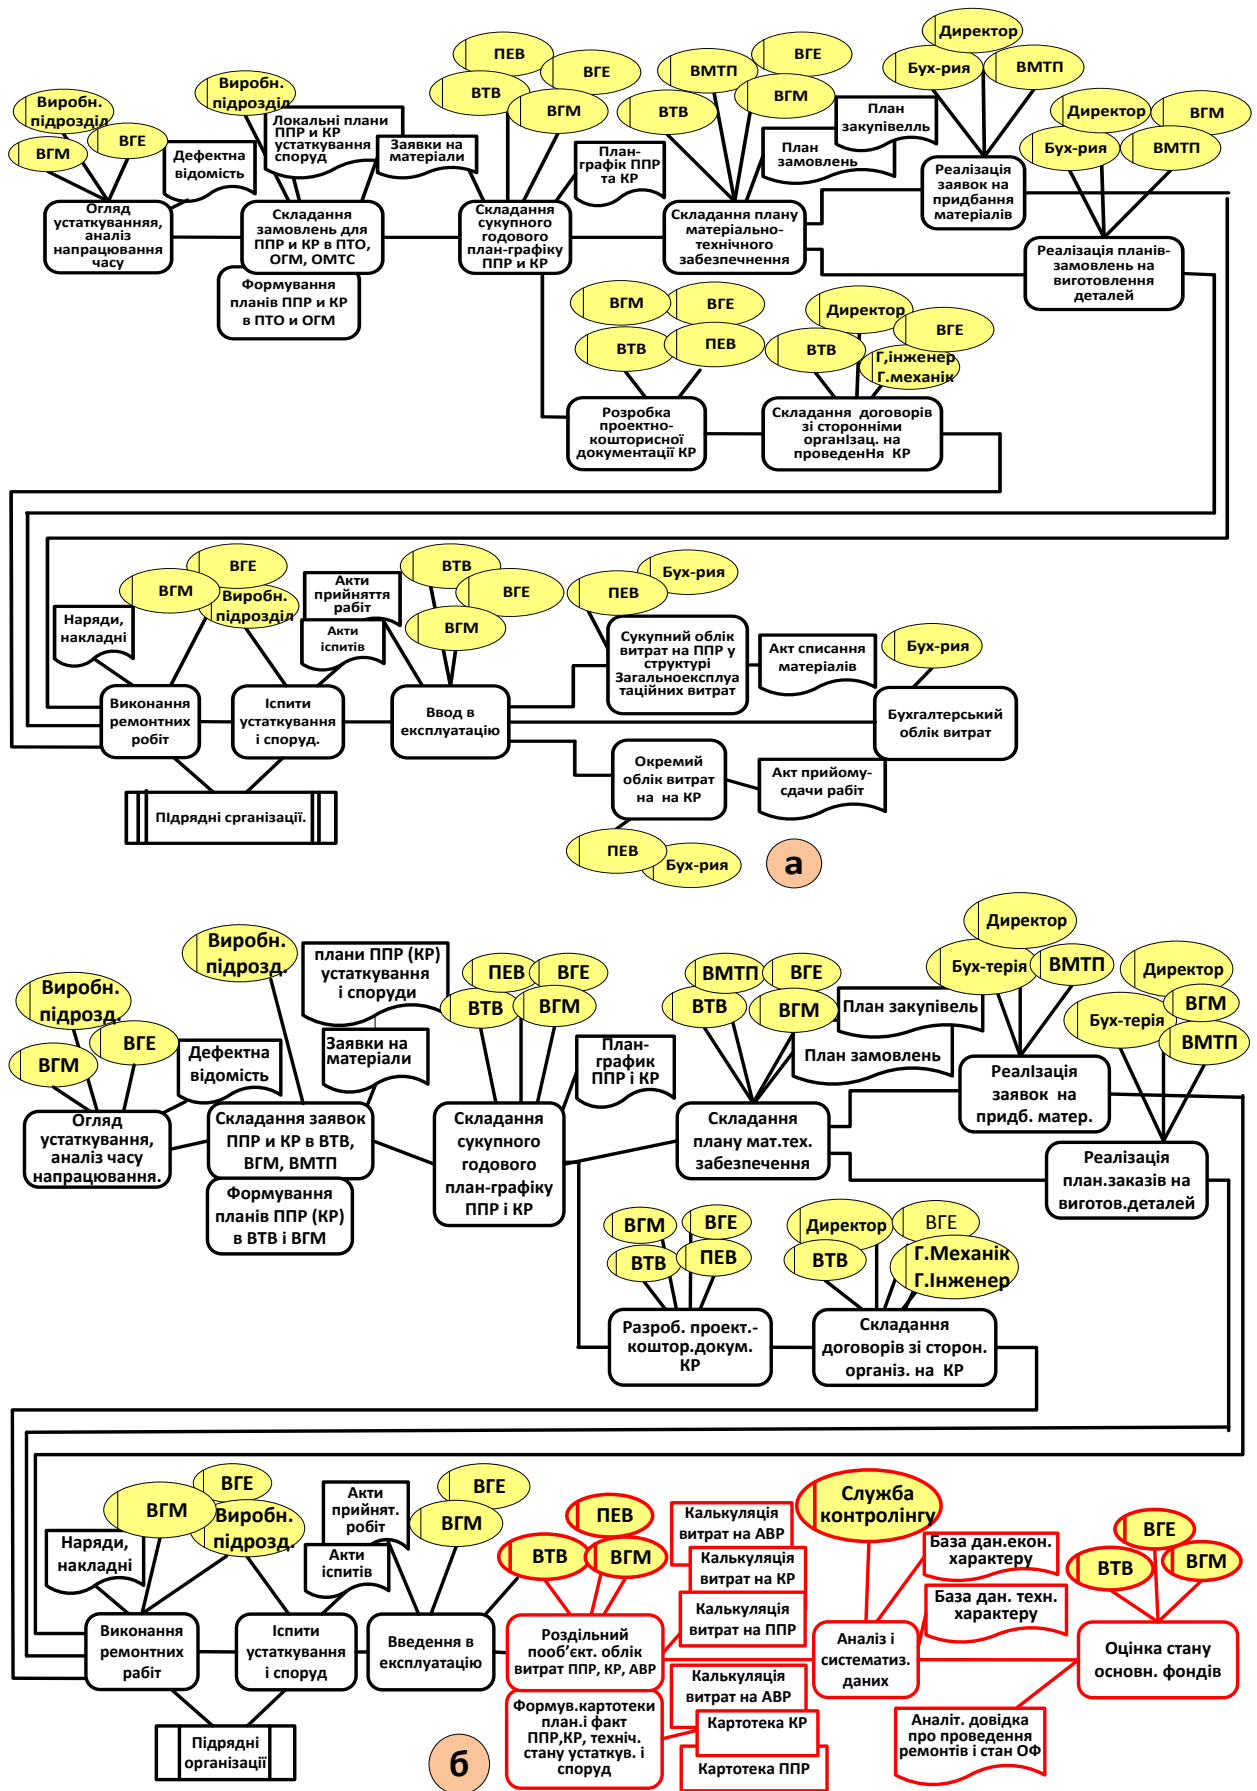 Директор
Бух-рия
ВМТП
ПЕВ
ВГЕ
ВТВ
ВГМ
ВМТП
ВГЕ
ВТВ
ВГМ
План
закупівелль
План
замовлень
Виробн.
підрозділ
ВГМ
ВГЕ
Дефектна
відомість
Виробн.
підрозділ
Локальні плани
ППР и КР
устаткування
споруд
Заявки на
матеріали
План-
графік ППР
та КР
Директор
ВГМ
Бух-рия
ВМТП
Огляд
устаткуваняя,
аналіз
напрацювання
часу
Складання
замовлень для
ППР и КР в ПТО,
ОГМ, ОМТС
Формування
планів ППР и КР
в ПТО и ОГМ
Складання
сукупного
годового
план-графіку
ППР и КР
Складання плану
матеріально-
технічного
забезпечнення
Реалізація
заявок на
придбання
матеріалів
Реалізація планів-
замовлень на
виготовлення
деталей
ВГМ
ВГЕ
ВТВ
ПЕВ
Директор
ВГЕ
ВТВ
Г,інженер
Г.механік
Розробка
проектно-
кошторисної
документації КР
Складання договорів
зі сторонніми
органІзац. на
проведенНя КР
ВГЕ
ВГМ
Виробн.
підрозділ
Наряди,
накладні
Акти
прийняття
рабіт
Акти
іспитів
ВТВ
ВГЕ
ВГМ
Бух-рия
ПЕВ
Бух-рия
Виконання
ремонтних
робіт
Іспити
устаткування
і споруд.
Ввод в
експлуатацію
Сукупний облік
витрат на ППР у
структурі
Загальноексплуа
таційних витрат
Акт списання
матеріалів
Бухгалтерський
облік витрат
Окремий
облік витрат
на на КР
Акт прийому-
сдачи рабіт
ПІдрядні срганізації.
ПЕВ
Бух-рия
а
Виробн.
підрозд.
плани ППР (КР)
устаткування
і споруди
Заявки на
матеріали
Виробн.
підрозд.
ВГМ
ВГЕ
Дефектна
відомість
ПЕВ
ВГЕ
ВТВ
ВГМ
План-
график
ППР і КР
ВМТП
ВГЕ
ВТВ
ВГМ
План закупівель
План замовлень
Директор
Бух-терія
ВМТП
Директор
ВГМ
Бух-терія
ВМТП
Огляд
устаткування,
аналіз часу
напрацювання.
Складання заявок
ППР и КР в ВТВ,
ВГМ, ВМТП
Формування
планів ППР (КР)
в ВТВ і ВГМ
Складання
сукупного
годового
план-графіку
ППР і КР
Складання
плану мат.тех.
забезпечення
РеалІзація
заявок на
придб. матер.
Реалізація
план.заказів на
виготов.деталей
ВГМ
ВГЕ
ВТВ
ПЕВ
Директор
ВГЕ
ВТВ
Г.Механік
Г.Інженер
Разроб. проект.-
коштор.докум.
КР
Складання
договорів зі сторон.
організ. на КР
ВГЕ
ВГМ
Виробн.
підрозд.
Наряди,
накладні
Акти
прийнят.
робіт
Акти
іспитів
ВГЕ
ВГМ
ПЕВ
ВТВ
ВГМ
Калькуляція
витрат на АВР
Калькуляція
витрат на КР
Калькуляція
витрат на ППР
Служба
контролінгу
База дан.екон.
характеру
База дан. техн.
характеру
ВГЕ
ВТВ
ВГМ
Виконання
ремонтних
рабіт
Іспити
устаткування
і споруд
Введення в
експлуатацію
Роздільний
пооб’єкт. облік
витрат ППР, КР, АВР
Аналіз і
систематиз.
даних
Оцінка стану
основн. фондів
Формув.картотеки
план.і факт
ППР,КР, техніч.
стану устаткув. і
споруд
Калькуляція
витрат на АВР
Картотека КР
Картотека ППР
Аналіт. довідка
про проведення
ремонтів і стан ОФ
Підрядні
організації
б